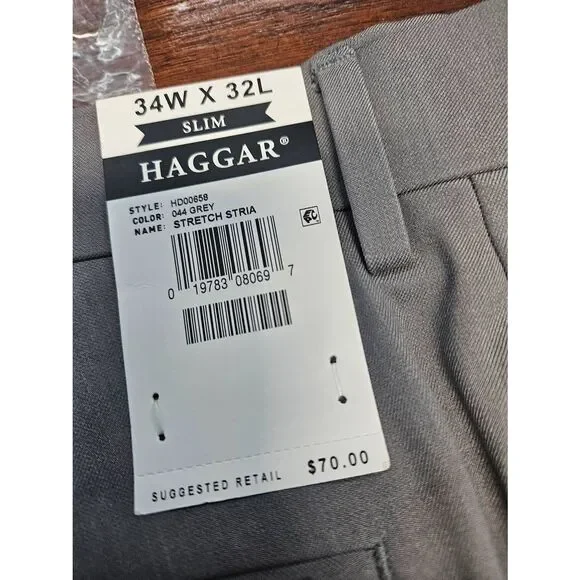 34W X 32L
SLIM
HAGGAR®
STYLE: HD00658
COLOR: 044 GREY
NAME: STRETCH STRIA
0 19783 08069 7
SUGGESTED RETAIL $70.00